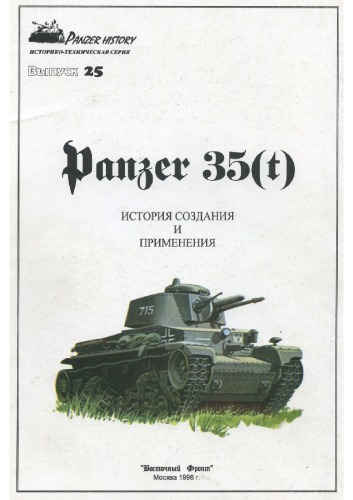 PANZER HISTORY
ИСТОРИКО-ТЕХНИЧЕСКАЯ СЕРИЯ
Выпуск 25
Panzer 35(t)
ИСТОРИЯ СОЗДАНИЯ
И
ПРИМЕНЕНИЯ
715
"Восточный Фронт"
Москва 1996 г.